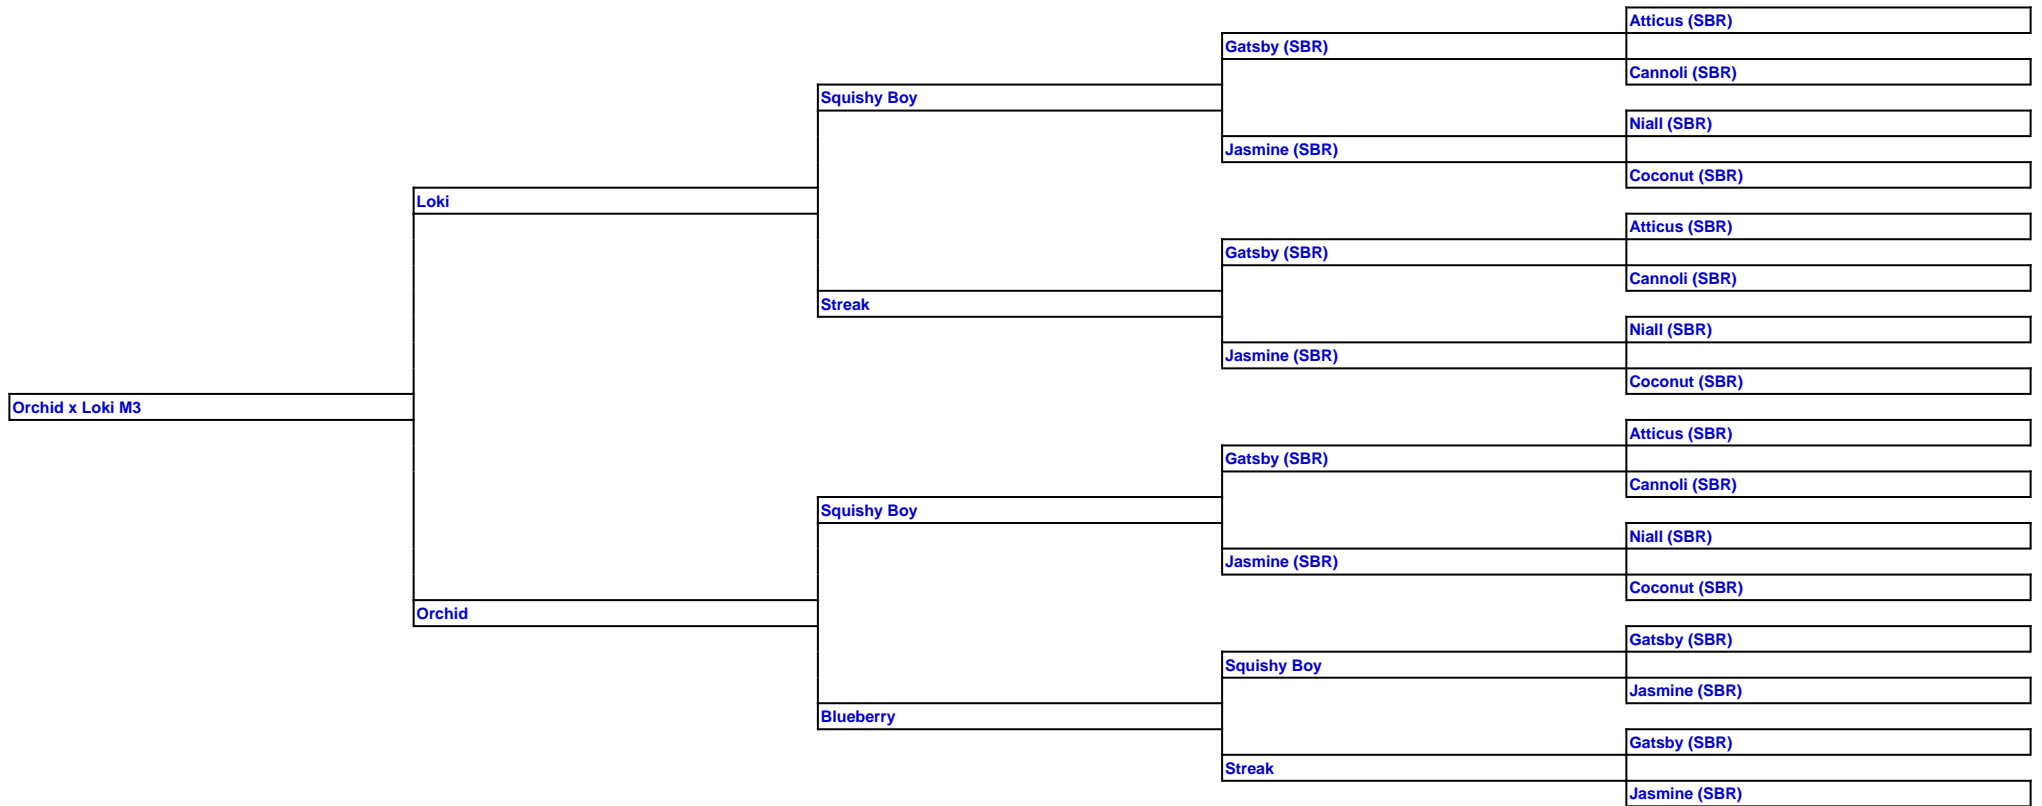 Atticus (SBR)
Gatsby (SBR)
Cannoli (SBR)
Squishy Boy
Niall (SBR)
Jasmine (SBR)
Coconut (SBR)
Loki
Atticus (SBR)
Gatsby (SBR)
Cannoli (SBR)
Streak
Niall (SBR)
Jasmine (SBR)
Coconut (SBR)
Orchid x Loki M3
Atticus (SBR)
Gatsby (SBR)
Cannoli (SBR)
Squishy Boy
Niall (SBR)
Jasmine (SBR)
Coconut (SBR)
Orchid
Gatsby (SBR)
Squishy Boy
Jasmine (SBR)
Blueberry
Gatsby (SBR)
Streak
Jasmine (SBR)